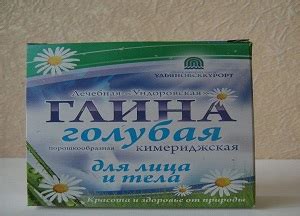 УЛЬЯНОВСККУРОРТ
Лечебная «Ундоровская»
ГЛИНА
голубая
порошкообразная кимериджская
для лица
и тела
Красота и здоровье от природы